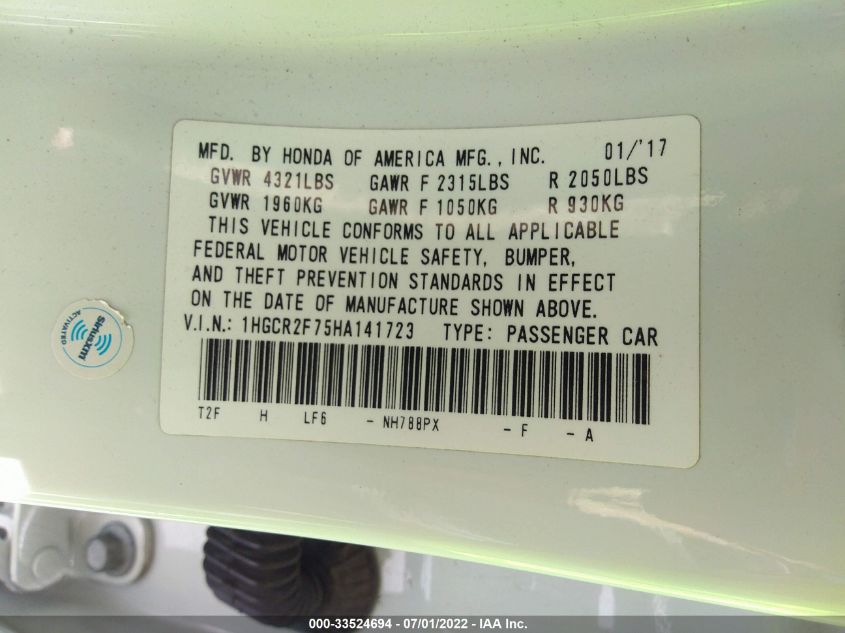 MFD. BY HONDA OF AMERICA MFG., INC. 01/'17
GVWR 4321LBS GAWR F 2315LBS R 2050LBS
GVWR 1960KG GAWR F 1050KG R 930KG
THIS VEHICLE CONFORMS TO ALL APPLICABLE
FEDERAL MOTOR VEHICLE SAFETY, BUMPER,
AND THEFT PREVENTION STANDARDS IN EFFECT
ON THE DATE OF MANUFACTURE SHOWN ABOVE.
V.I.N.: 1HGCR2F75HA141723 TYPE: PASSENGER CAR
T2F H LF6 - NH788PX - F - A
siriusxm
ACTIVATED
000-33524694 - 07/01/2022 - IAA Inc.